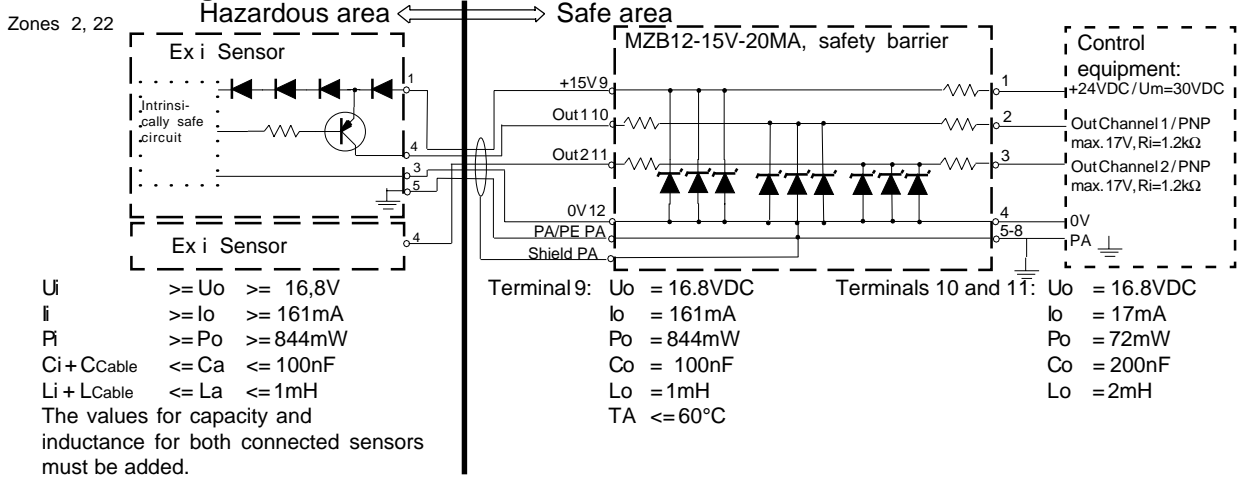 Hazardous area
Safe area
Zones 2, 22
Ex i Sensor
Intrinsi-
cally safe
circuit
1
4
3
5
Ex i Sensor
4
MZB12-15V-20MA, safety barrier
+15V 9
Out1 10
Out2 11
0V 12
PA/PE PA
Shield PA
1
2
3
4
5-8
Control
equipment:
+24VDC / Um=30VDC
Out Channel 1 / PNP
max. 17V, Ri=1.2kΩ
Out Channel 2 / PNP
max. 17V, Ri=1.2kΩ
0V
PA
Ui >= Uo >= 16,8V
Ii >= Io >= 161mA
Pi >= Po >= 844mW
Ci + CCable <= Ca <= 100nF
Li + LCable <= La <= 1mH
The values for capacity and
inductance for both connected sensors
must be added.
Terminal 9: Uo = 16.8VDC
Io = 161mA
Po = 844mW
Co = 100nF
Lo = 1mH
TA <= 60°C
Terminals 10 and 11: Uo = 16.8VDC
Io = 17mA
Po = 72mW
Co = 200nF
Lo = 2mH